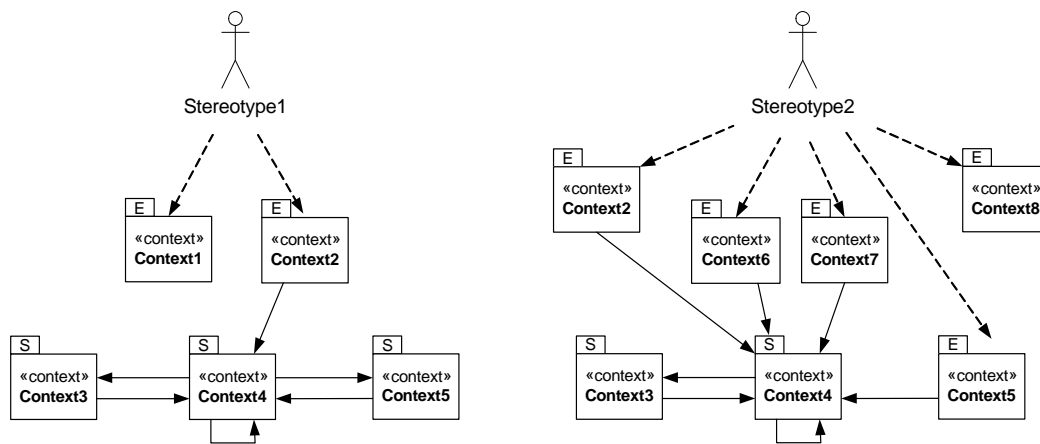 Stereotype1
E
«context»
Context1
E
«context»
Context2
S
«context»
Context3
S
«context»
Context4
S
«context»
Context5
Stereotype2
E
«context»
Context2
E
«context»
Context6
E
«context»
Context7
E
«context»
Context8
S
«context»
Context3
S
«context»
Context4
E
«context»
Context5